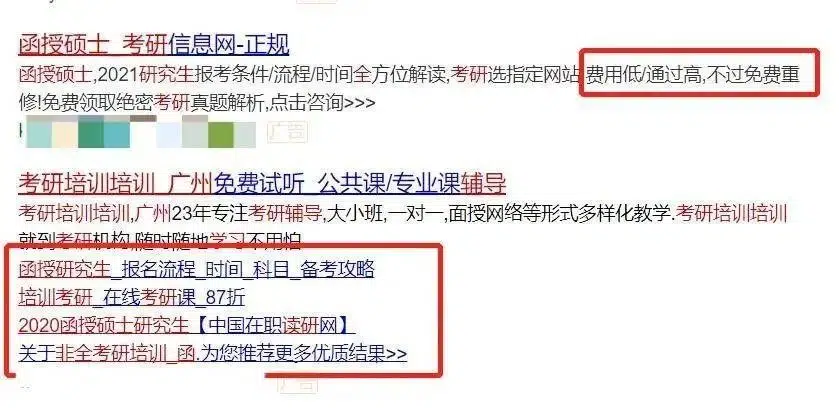 函授硕士_考研信息网-正规
函授硕士,2021研究生报考条件/流程/时间全方位解读,考研选指定网站,费用低/通过高,不过免费重
修!免费领取绝密考研真题解析,点击咨询>>>
广告
考研培训培训_广州免费试听_公共课/专业课辅导
考研培训培训,广州23年专注考研辅导,大小班,一对一,面授网络等形式多样化教学.考研培训培训
就到考研机构,随时随地学习不用怕
函授研究生_报名流程_时间_科目_备考攻略
培训考研_在线考研课_87折
2020函授硕士研究生【中国在职读研网】
关于非全考研培训_函.为您推荐更多优质结果>>
广告